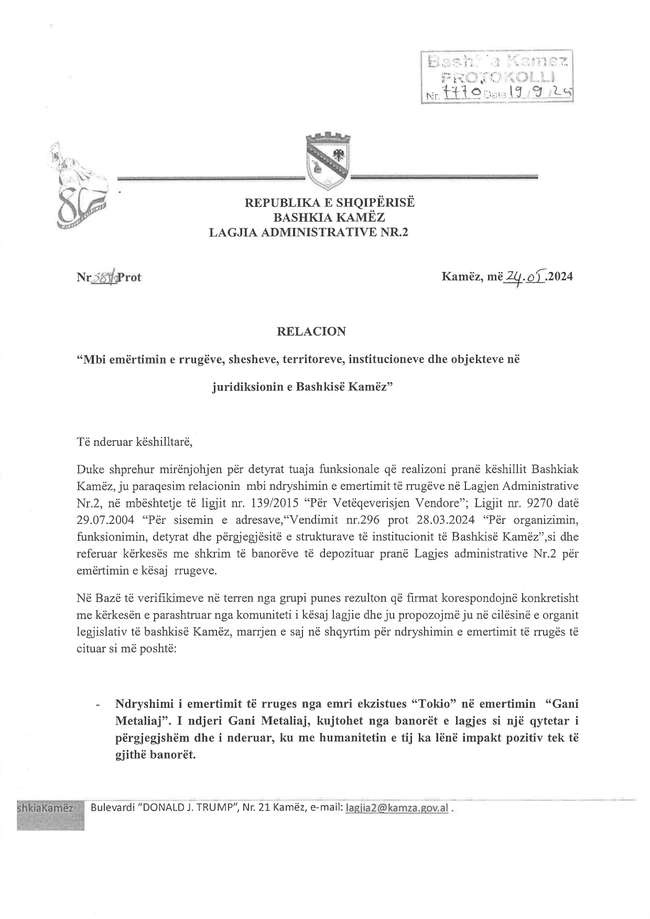 Bashkia Kamëz
PROTOKOLLI
Nr. 7770 Data 19/9/24
80
REPUBLIKA E SHQIPËRISË
BASHKIA KAMËZ
LAGJIA ADMINISTRATIVE NR.2
Nr Prot
Kamëz, më 24.05.2024
RELACION
“Mbi emërtimin e rrugëve, shesheve, territoreve, institucioneve dhe objekteve në
juridiksionin e Bashkisë Kamëz”
Të nderuar këshilltarë,
Duke shprehur mirënjohjen për detyrat tuaja funksionale që realizoni pranë këshillit Bashkiak
Kamëz, ju paraqesim relacionin mbi ndryshimin e emertimit të rrugëve në Lagjen Administrative
Nr.2, në mbështetje të ligjit nr. 139/2015 “Për Vetëqeverisjen Vendore”; Ligjit nr. 9270 datë
29.07.2004 “Për sisemin e adresave,“Vendimit nr.296 prot 28.03.2024 “Për organizimin,
funksionimin, detyrat dhe përgjegjësitë e strukturave të institucionit të Bashkisë Kamëz”,si dhe
referuar kërkesës me shkrim të banorëve të depozituar pranë Lagjes administrative Nr.2 për
emërtimin e kësaj rrugeve.
Në Bazë të verifikimeve në terren nga grupi punes rezulton që firmat korespondojnë konkretisht
me kërkesën e parashtruar nga komuniteti i kësaj lagjie dhe ju propozojmë ju në cilësinë e organit
legjislativ të bashkisë Kamëz, marrjen e saj në shqyrtim për ndryshimin e emertimit të rrugës të
cituar si më poshtë:
- Ndryshimi i emertimit të rruges nga emri ekzistues “Tokio” në emertimin “Gani
Metaliaj”. I ndjeri Gani Metaliaj, kujtohet nga banorët e lagjes si një qytetar i
përgjegjshëm dhe i nderuar, ku me humanitetin e tij ka lënë impakt pozitiv tek të
gjithë banorët.
shkiaKamëz Bulevardi “DONALD J. TRUMP”, Nr. 21 Kamëz, e-mail: lagjia2@kamza.gov.al .